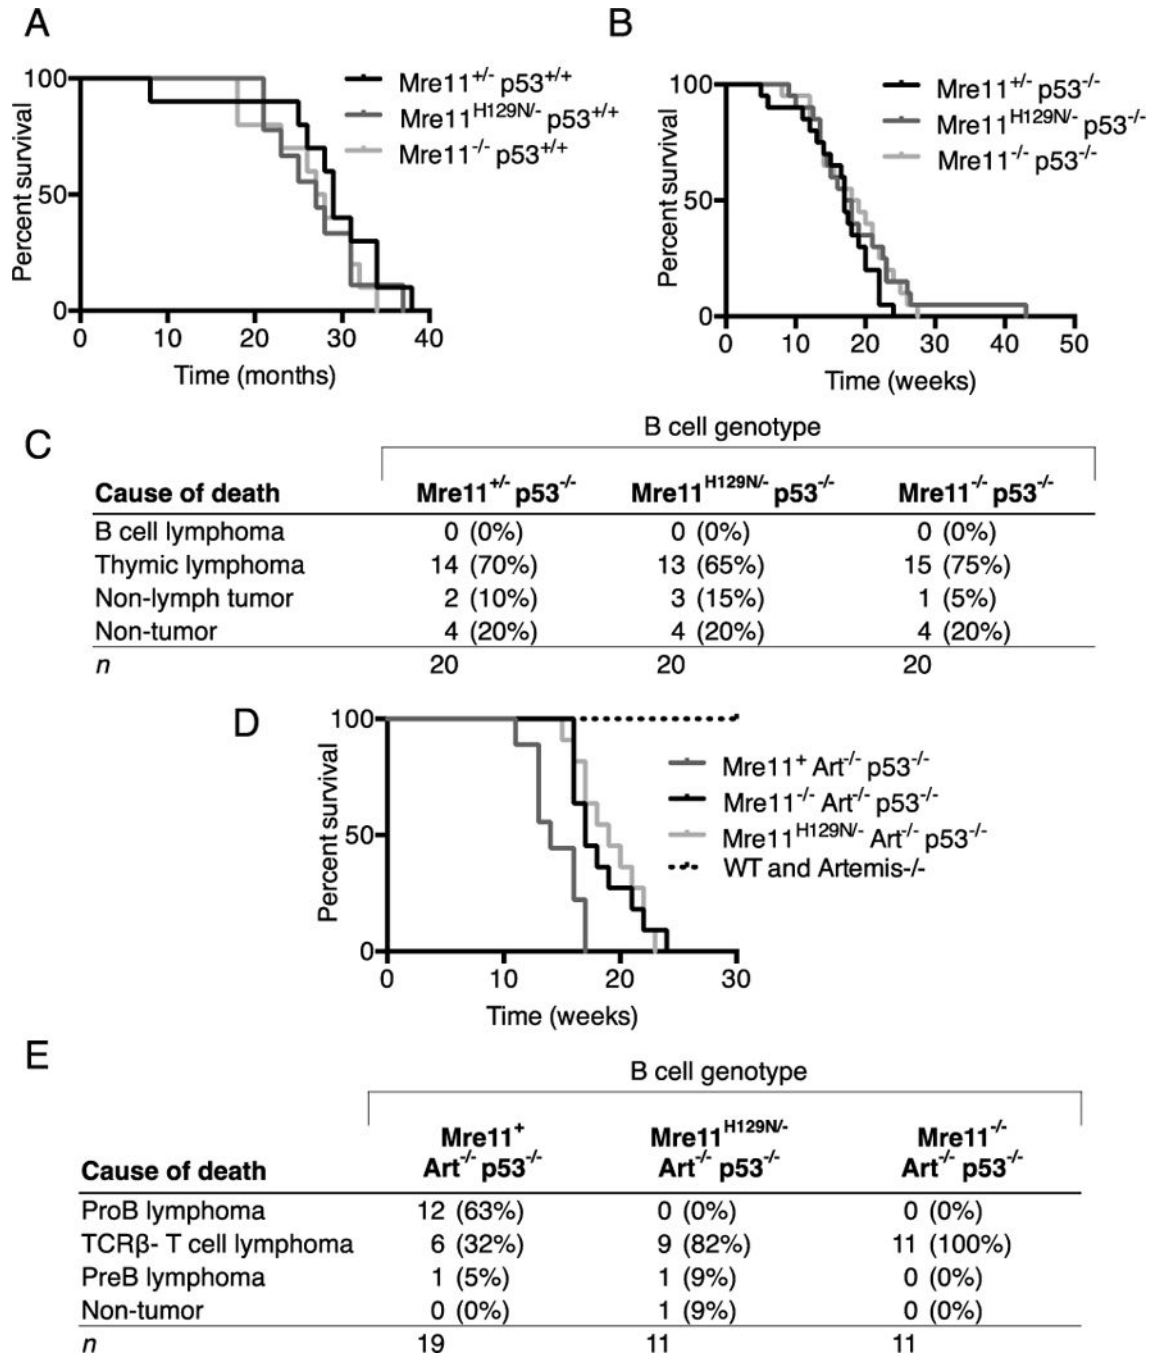 A
Percent survival
100
50
0
0 10 20 30 40
Time (months)
Mre11+/- p53+/+
Mre11H129N/- p53+/+
Mre11-/- p53+/+
B
Percent survival
100
50
0
0 10 20 30 40 50
Time (weeks)
Mre11+/- p53-/-
Mre11H129N/- p53-/-
Mre11-/- p53-/-
C
B cell genotype
Cause of death Mre11+/- p53-/- Mre11H129N/- p53-/- Mre11-/- p53-/-
B cell lymphoma 0 (0%) 0 (0%) 0 (0%)
Thymic lymphoma 14 (70%) 13 (65%) 15 (75%)
Non-lymph tumor 2 (10%) 3 (15%) 1 (5%)
Non-tumor 4 (20%) 4 (20%) 4 (20%)
n 20 20 20
D
Percent survival
100
50
0
0 10 20 30
Time (weeks)
Mre11+ Art-/- p53-/-
Mre11-/- Art-/- p53-/-
Mre11H129N/- Art-/- p53-/-
WT and Artemis-/-
E
B cell genotype
Mre11+ Mre11H129N/- Mre11-/-
Cause of death Art-/- p53-/- Art-/- p53-/- Art-/- p53-/-
ProB lymphoma 12 (63%) 0 (0%) 0 (0%)
TCRβ- T cell lymphoma 6 (32%) 9 (82%) 11 (100%)
PreB lymphoma 1 (5%) 1 (9%) 0 (0%)
Non-tumor 0 (0%) 1 (9%) 0 (0%)
n 19 11 11